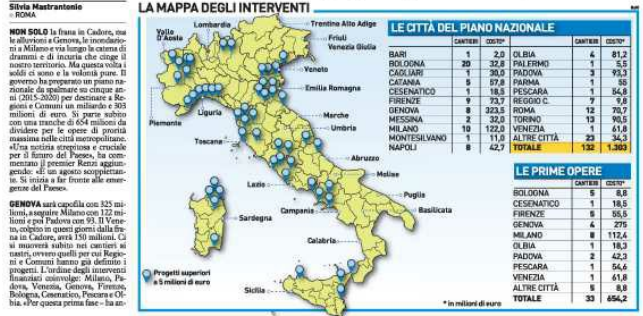 Silvia Mastrantonio
● ROMA
NON SOLO la frana in Cadore, ma
le alluvioni a Genova, le inondazio-
ni a Milano e via lungo la catena di
drammi e di incuria che cinge il
nostro territorio. Ma questa volta i
soldi ci sono e la volontà pure. Il
governo ha preparato un piano na-
zionale da spalmare su cinque an-
ni (2015-2020) per destinare a Re-
gioni e Comuni un miliardo e 303
milioni di euro. Si parte subito
con una tranche di 654 milioni da
dividere per le opere di priorità
massima nelle città metropolitane.
«Una notizia strepitosa e cruciale
per il futuro del Paese», ha com-
mentato il premier Renzi aggiun-
gendo: «È un agosto scoppiettan-
te. Si inizia a far fronte alle emer-
genze del Paese».
GENOVA sarà capofila con 325 mi-
lioni, a seguire Milano con 122 mi-
lioni e poi Padova con 93. Il Vene-
to, colpito in questi giorni dalla fra-
na in Cadore, avrà 150 milioni. Ci
si muoverà subito nei cantieri sa
nastri, ovvero quelli per cui Regio-
ni e Comuni hanno già definito i
progetti. L'ordine degli interventi
finanziati coinvolge: Milano, Pa-
dova, Venezia, Genova, Firenze,
Bologna, Cesenatico, Pescara e Ol-
bia. «Per questa prima fase – ha an-
LA MAPPA DEGLI INTERVENTI
Valle D'Aosta
Lombardia
Trentino Alto Adige
Friuli Venezia Giulia
Veneto
Emilia Romagna
Piemonte
Liguria
Toscana
Marche
Umbria
Abruzzo
Molise
Lazio
Campania
Puglia
Basilicata
Sardegna
Calabria
Sicilia
Progetti superiori
a 5 milioni di euro
LE CITTÀ DEL PIANO NAZIONALE
CANTIERI COSTO* CANTIERI COSTO*
BARI 1 2,0 OLBIA 4 81,2
BOLOGNA 20 32,8 PALERMO 1 5,5
CAGLIARI 1 30,0 PADOVA 3 93,3
CATANIA 5 57,8 PARMA 1 55
CESENATICO 1 18,5 PESCARA 1 54,8
FIRENZE 9 73,7 REGGIO C. 7 9,8
GENOVA 8 323,5 ROMA 12 70,7
MESSINA 2 32,0 TORINO 13 90,5
MILANO 10 122,0 VENEZIA 1 61,8
MONTESILVANO 1 11,0 ALTRE CITTÀ 23 34,3
NAPOLI 8 42,7 TOTALE 132 1.303
LE PRIME OPERE
CANTIERI COSTO*
BOLOGNA 5 8,8
CESENATICO 1 18,5
FIRENZE 5 55,5
GENOVA 4 275
MILANO 8 112,4
OLBIA 1 18,3
PADOVA 2 42,3
PESCARA 1 54,6
VENEZIA 1 61,8
ALTRE CITTÀ 5 8,8
TOTALE 33 654,2
* in milioni di euro